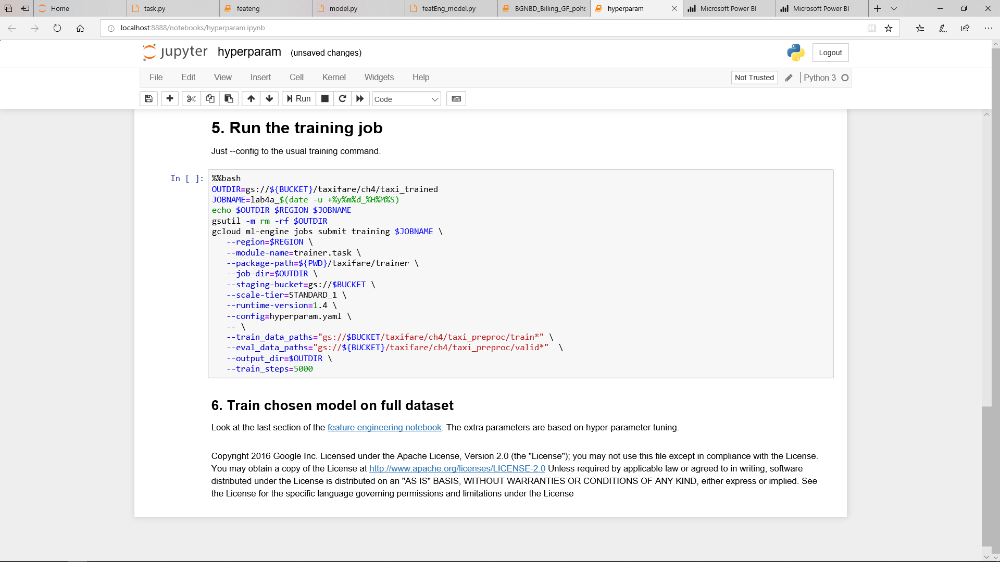 Home
task.py
feateng
model.py
featEng_model.py
BGNBD_Billing_GF_pohs
hyperparam
Microsoft Power BI
Microsoft Power BI
localhost:8888/notebooks/hyperparam.ipynb
jupyter hyperparam (unsaved changes)
Logout
File Edit View Insert Cell Kernel Widgets Help
Not Trusted
Python 3
Run
Code
5. Run the training job
Just --config to the usual training command.
In [ ]:
%%bash
OUTDIR=gs://${BUCKET}/taxifare/ch4/taxi_trained
JOBNAME=lab4a_$(date -u +%y%m%d_%H%M%S)
echo $OUTDIR $REGION $JOBNAME
gsutil -m rm -rf $OUTDIR
gcloud ml-engine jobs submit training $JOBNAME \
   --region=$REGION \
   --module-name=trainer.task \
   --package-path=${PWD}/taxifare/trainer \
   --job-dir=$OUTDIR \
   --staging-bucket=gs://$BUCKET \
   --scale-tier=STANDARD_1 \
   --runtime-version=1.4 \
   --config=hyperparam.yaml \
   -- \
   --train_data_paths="gs://$BUCKET/taxifare/ch4/taxi_preproc/train*" \
   --eval_data_paths="gs://${BUCKET}/taxifare/ch4/taxi_preproc/valid*"  \
   --output_dir=$OUTDIR \
   --train_steps=5000
6. Train chosen model on full dataset
Look at the last section of the feature engineering notebook. The extra parameters are based on hyper-parameter tuning.
Copyright 2016 Google Inc. Licensed under the Apache License, Version 2.0 (the "License"); you may not use this file except in compliance with the License.
You may obtain a copy of the License at http://www.apache.org/licenses/LICENSE-2.0 Unless required by applicable law or agreed to in writing, software
distributed under the License is distributed on an "AS IS" BASIS, WITHOUT WARRANTIES OR CONDITIONS OF ANY KIND, either express or implied. See
the License for the specific language governing permissions and limitations under the License